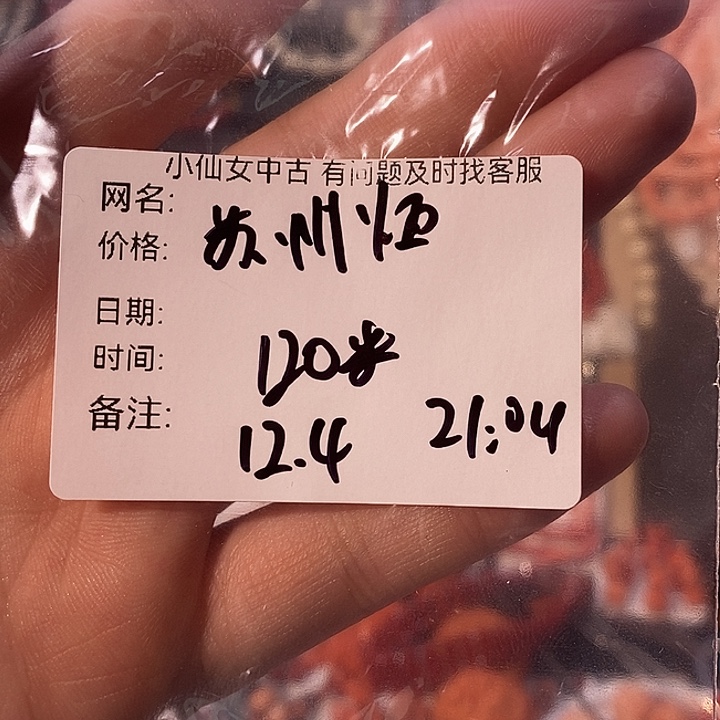 小仙女中古 有问题及时找客服
网名: 苏州恒
价格:
日期:
时间: 120米
备注:
12.4 21:04